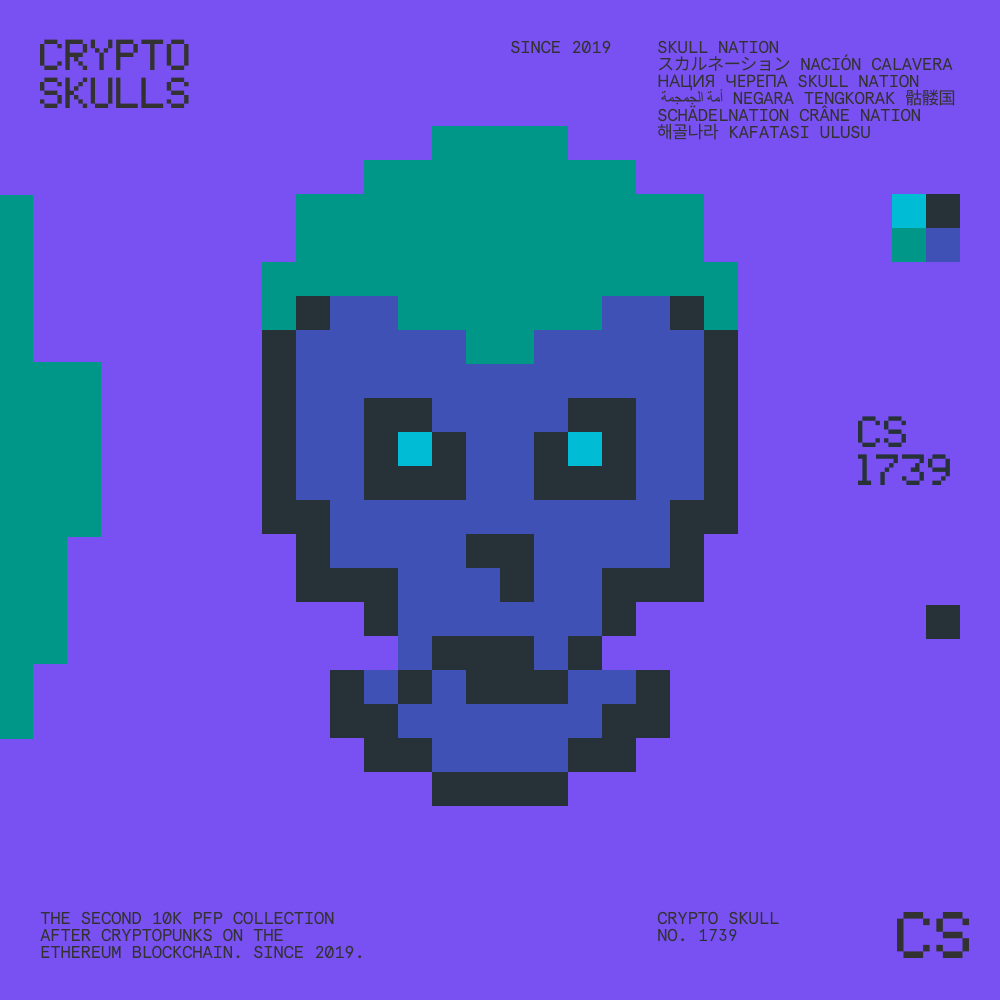 CRYPTO
SKULLS
SINCE 2019
SKULL NATION
スカルネーション NACIÓN CALAVERA
НАЦИЯ ЧЕРЕПА SKULL NATION
أمة الجمجمة NEGARA TENGKORAK 骷髅国
SCHÄDELNATION CRÂNE NATION
해골나라 KAFATASI ULUSU
CS
1739
THE SECOND 10K PFP COLLECTION
AFTER CRYPTOPUNKS ON THE
ETHEREUM BLOCKCHAIN. SINCE 2019.
CRYPTO SKULL
NO. 1739
CS